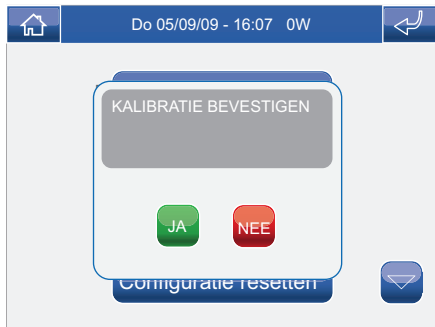 Do 05/09/09 - 16:07 0W
KALIBRATIE BEVESTIGEN
JA
NEE
Configuratie resetten